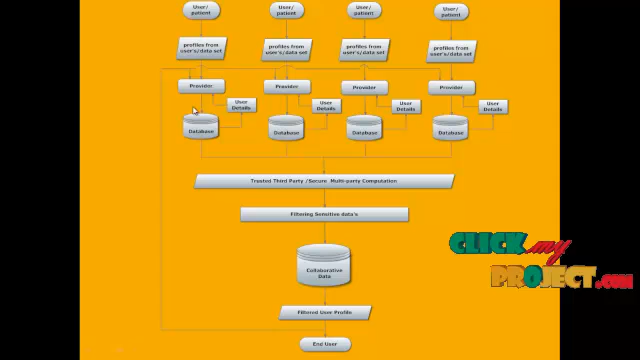 User/
patient
User/
patient
User/
patient
User/
patient
profiles from
user's/data set
profiles from
user's/data set
profiles from
user's/data set
profiles from
user's/data set
Provider
Provider
Provider
Provider
User
Details
User
Details
User
Details
User
Details
Database
Database
Database
Database
Trusted Third Party /Secure Multi-party Computation
Filtering Sensitive data's
Collaborative
Data
Filtered User Profile
End User
CLICK my
PROJECT.COM